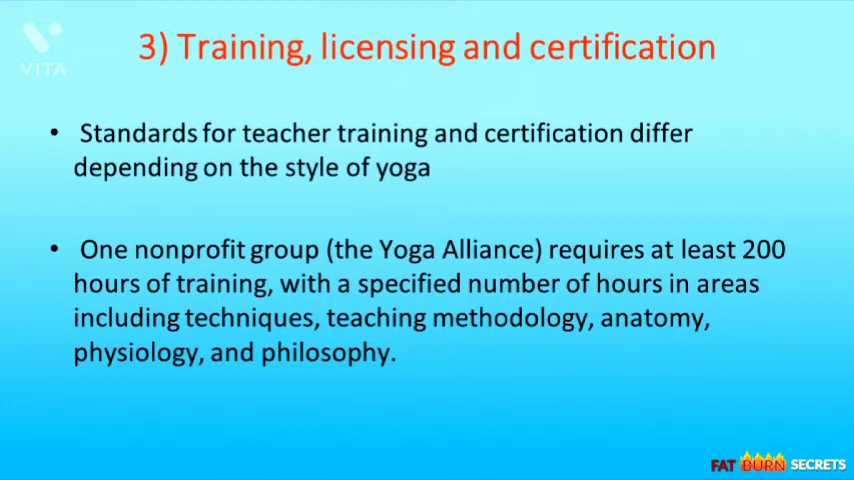 VITA
3) Training, licensing and certification
• Standards for teacher training and certification differ
depending on the style of yoga
• One nonprofit group (the Yoga Alliance) requires at least 200
hours of training, with a specified number of hours in areas
including techniques, teaching methodology, anatomy,
physiology, and philosophy.
FAT BURN SECRETS